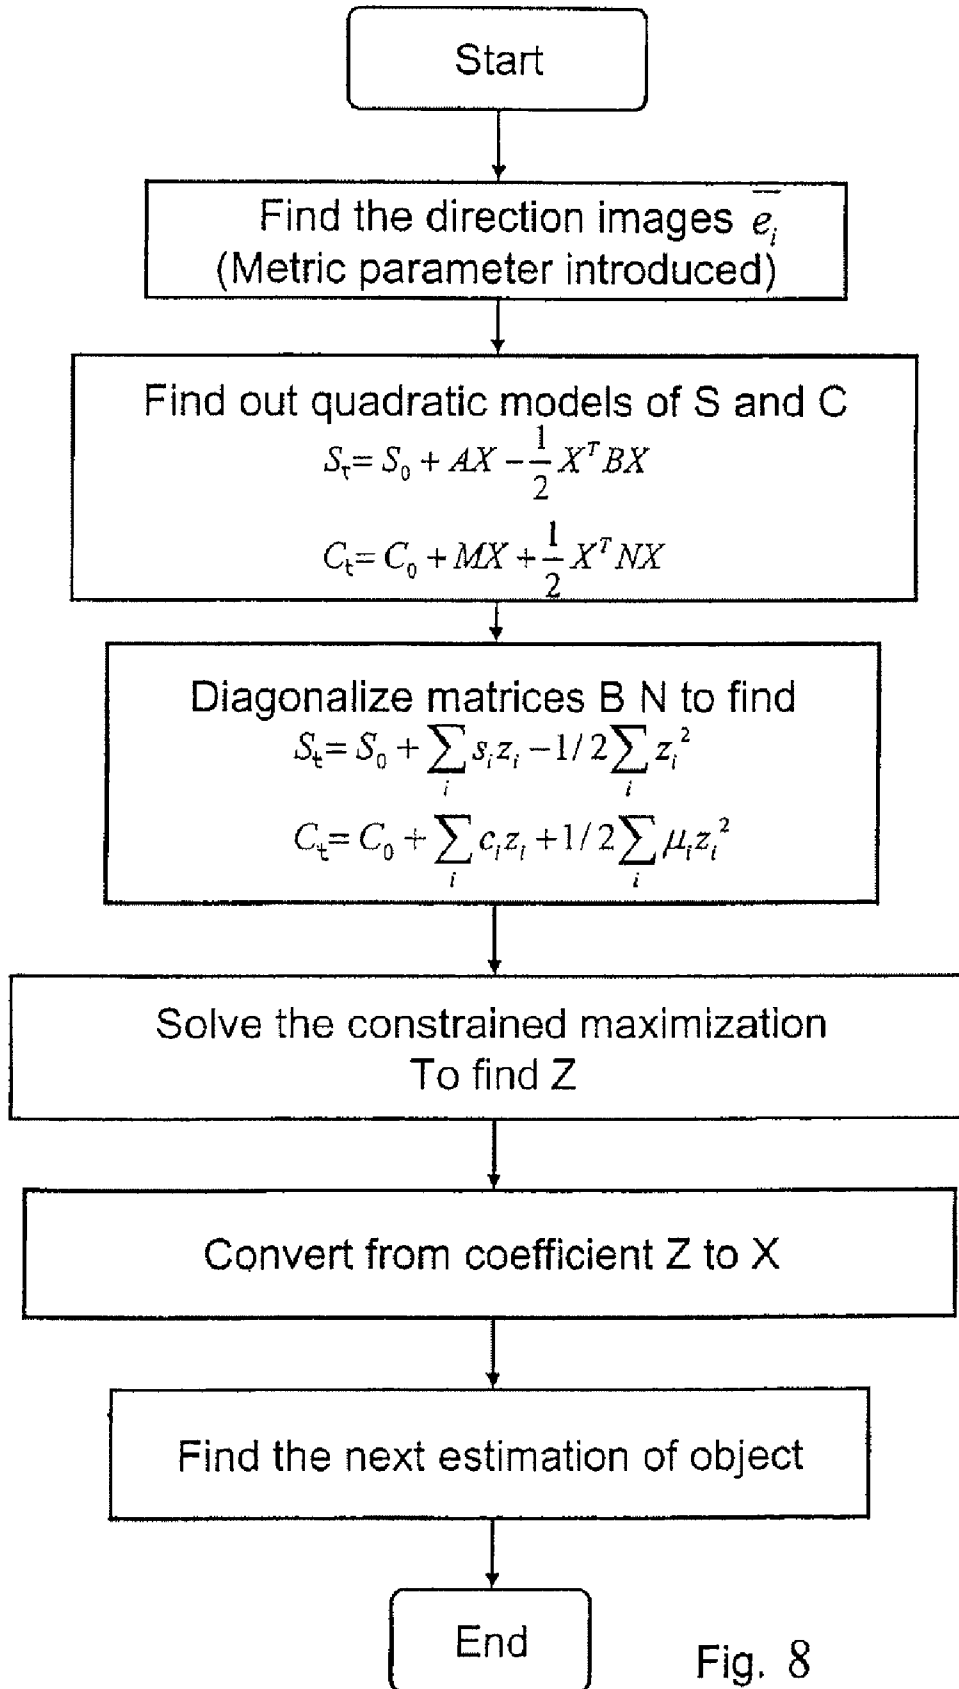 Start
Find the direction images $\overline{e_i}$
(Metric parameter introduced)
Find out quadratic models of S and C
$S_t = S_0 + AX - \frac{1}{2} X^T BX$
$C_t = C_0 + MX + \frac{1}{2} X^T NX$
Diagonalize matrices B N to find
$S_t = S_0 + \sum_i s_i z_i - 1/2 \sum_i z_i^2$
$C_t = C_0 + \sum_i c_i z_i + 1/2 \sum_i \mu_i z_i^2$
Solve the constrained maximization
To find Z
Convert from coefficient Z to X
Find the next estimation of object
End
Fig. 8